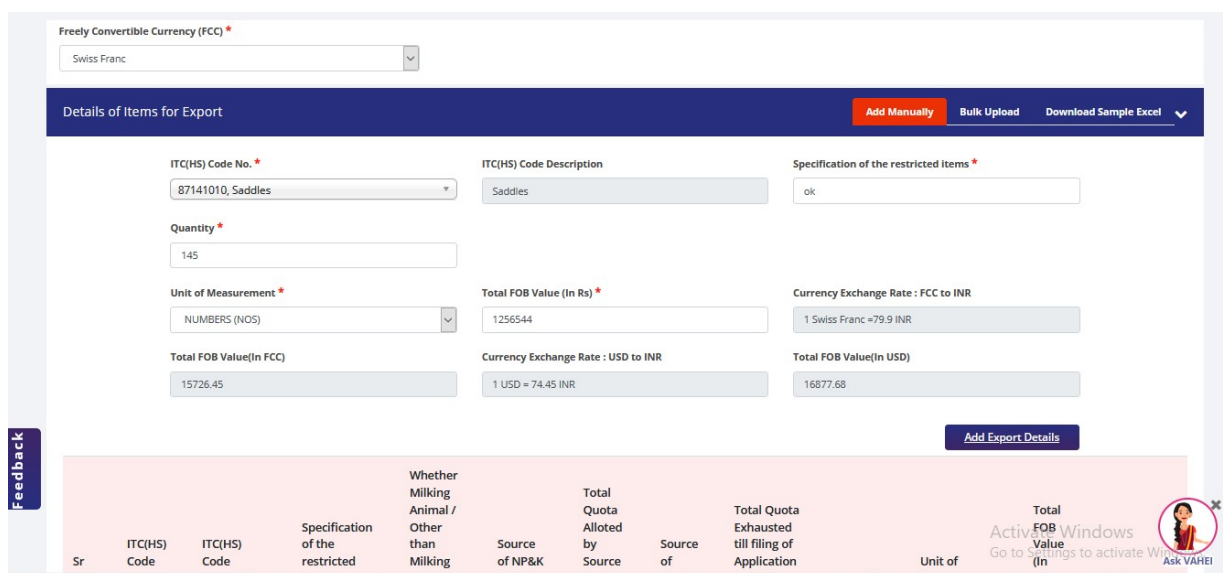 Freely Convertible Currency (FCC) *
Swiss Franc
Details of Items for Export
Add Manually
Bulk Upload
Download Sample Excel
ITC(HS) Code No. *
ITC(HS) Code Description
Specification of the restricted items *
87141010, Saddles
Saddles
ok
Quantity *
145
Unit of Measurement *
Total FOB Value (In Rs) *
Currency Exchange Rate : FCC to INR
NUMBERS (NOS)
1256544
1 Swiss Franc =79.9 INR
Total FOB Value(In FCC)
Currency Exchange Rate : USD to INR
Total FOB Value(In USD)
15726.45
1 USD = 74.45 INR
16877.68
Add Export Details
Feedback
Sr
ITC(HS)
Code
ITC(HS)
Code
Specification
of the
restricted
Whether
Milking
Animal /
Other
than
Milking
Source
of NP&K
Total
Quota
Alloted
by
Source
Source
of
Total Quota
Exhausted
till filing of
Application
Unit of
Total
FOB
Value
(In
Activate Windows
Go to Settings to activate
Ask VAHEI